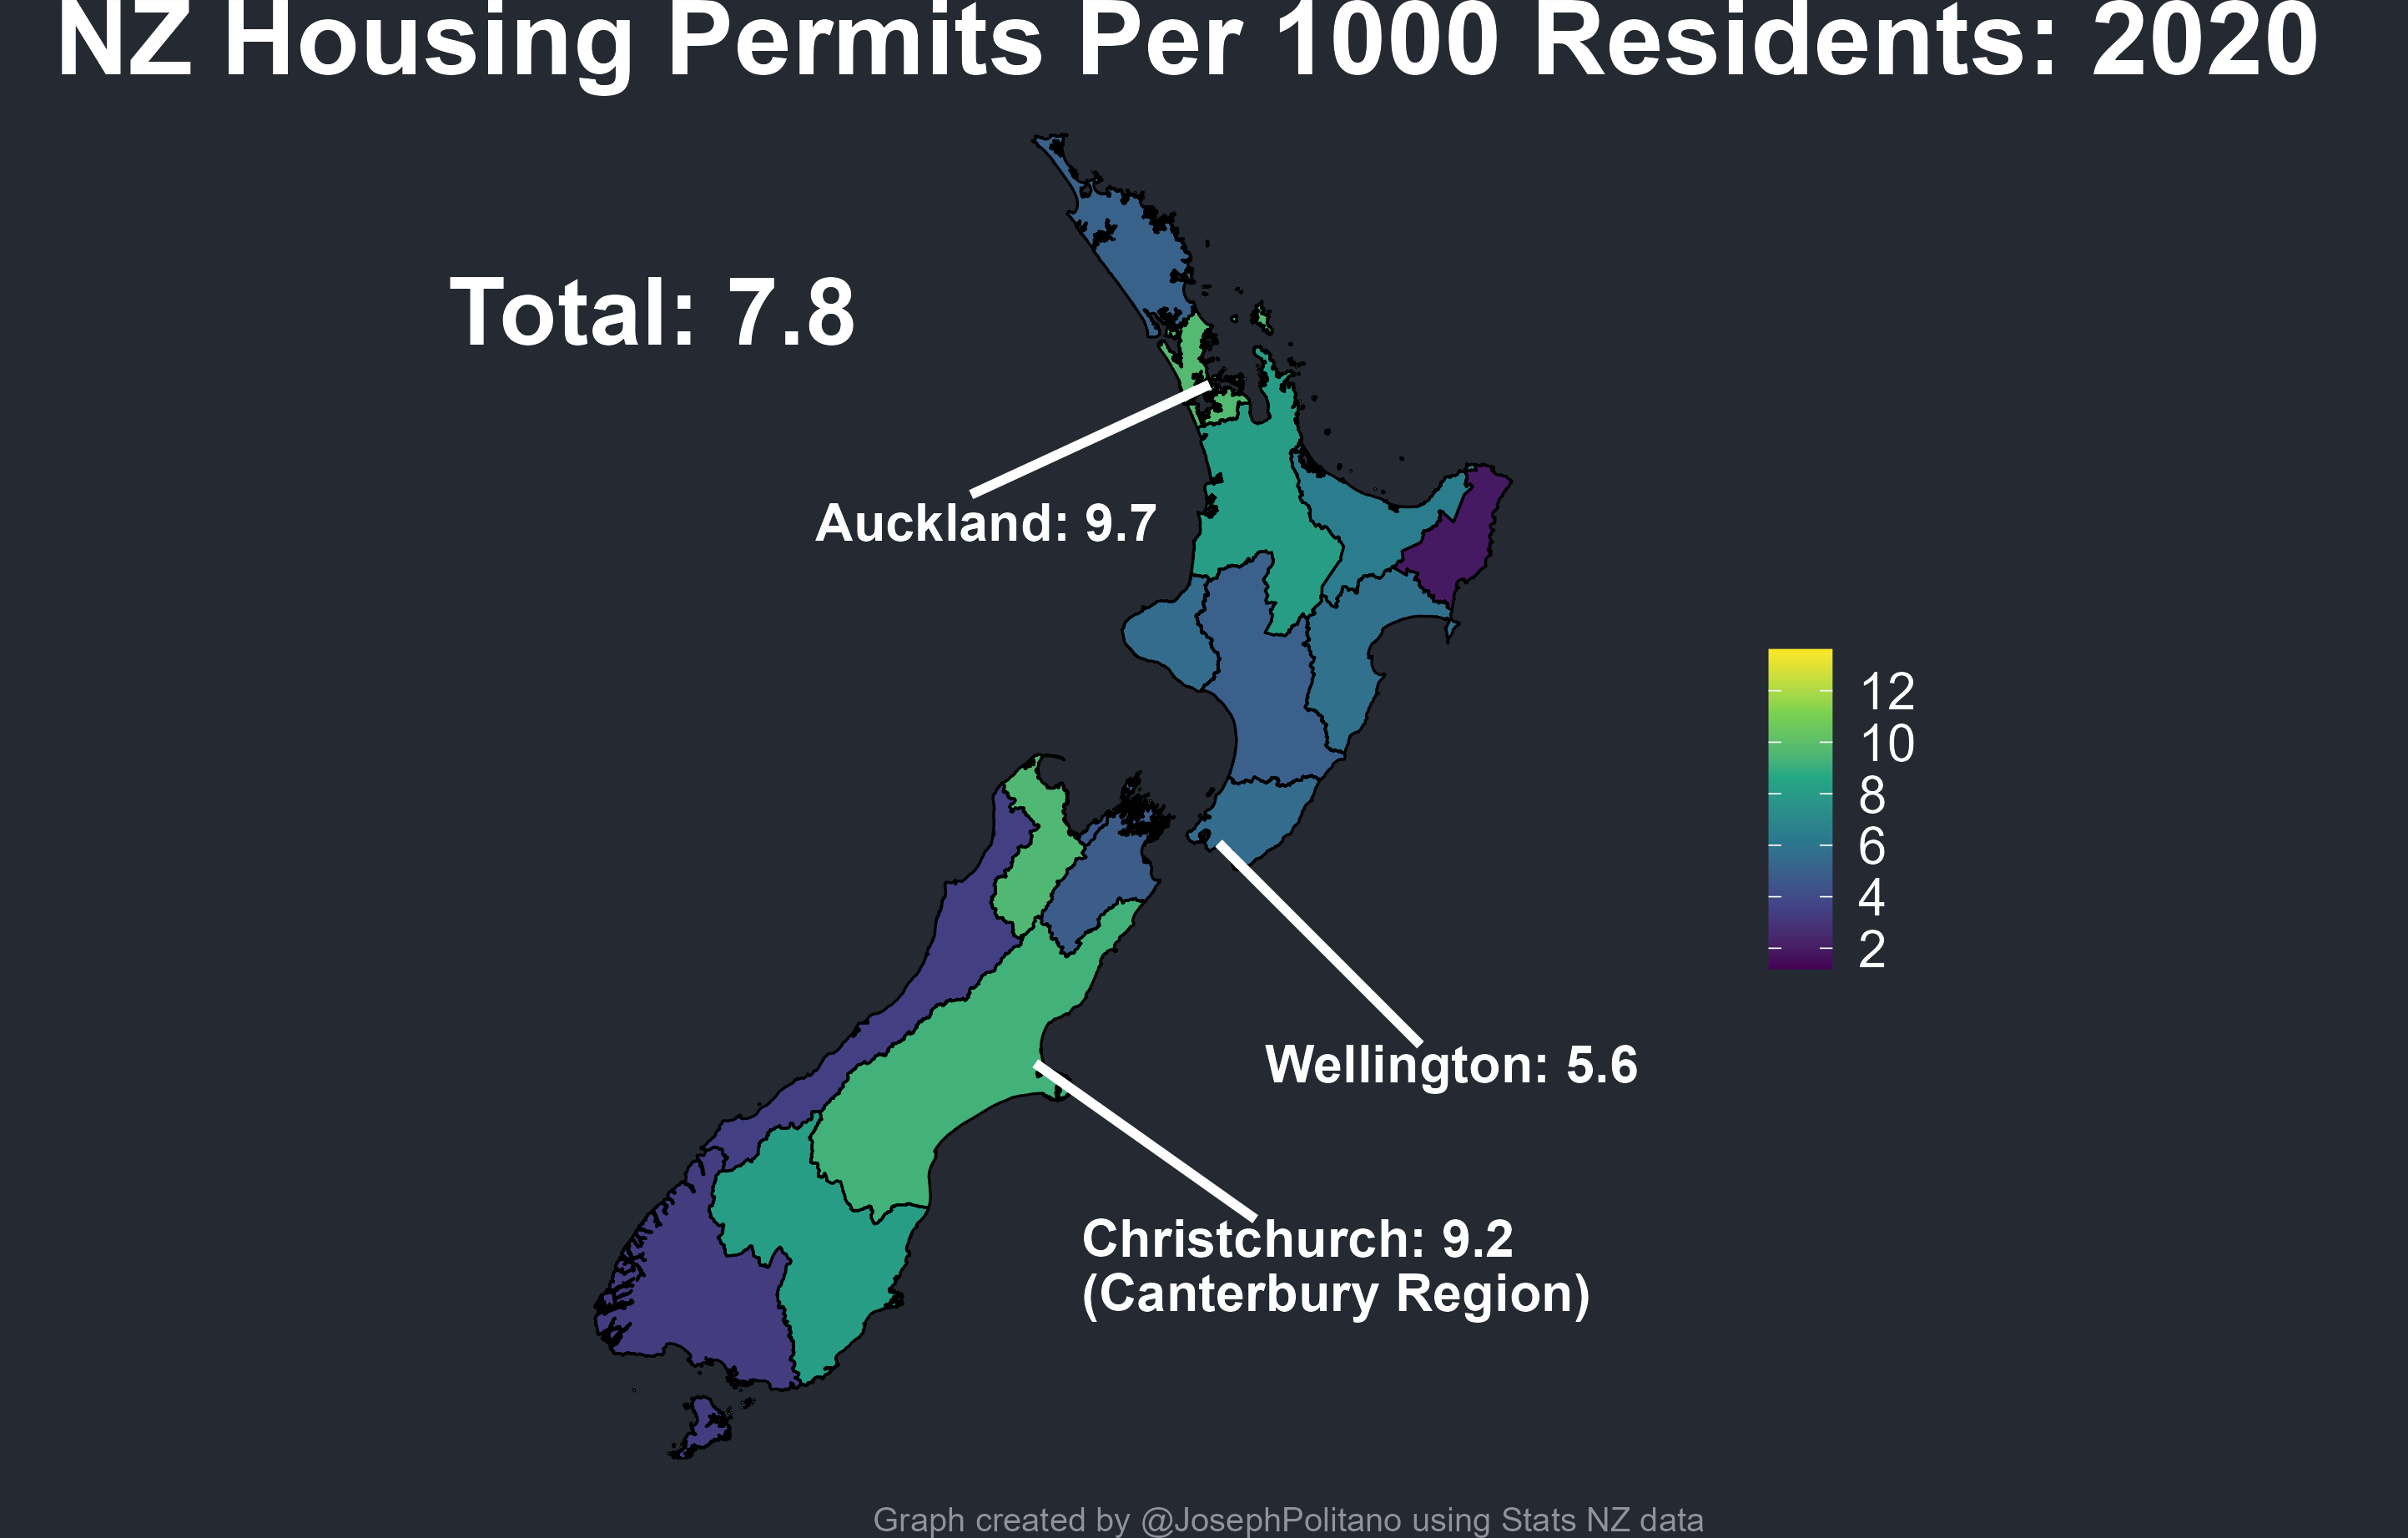 NZ Housing Permits Per 1000 Residents: 2020
Total: 7.8
Auckland: 9.7
12
10
8
6
4
2
Wellington: 5.6
Christchurch: 9.2
(Canterbury Region)
Graph created by @JosephPolitano using Stats NZ data